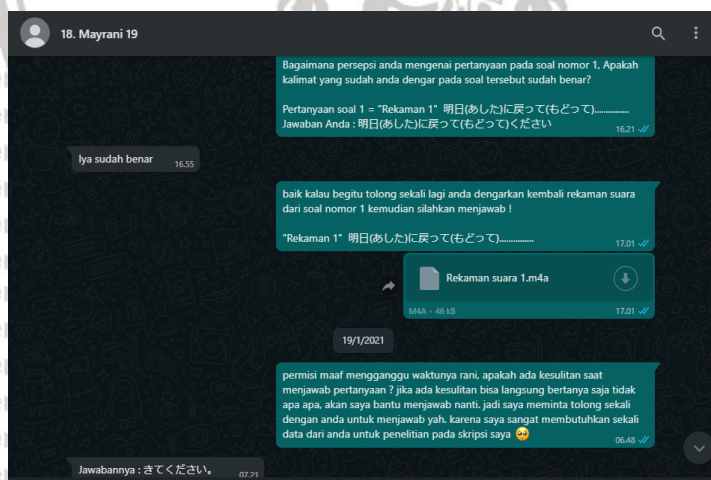 18. Mayrani 19
Bagaimana persepsi anda mengenai pertanyaan pada soal nomor 1, Apakah
kalimat yang sudah anda dengar pada soal tersebut sudah benar?
Pertanyaan soal 1 = "Rekaman 1" 明日(あした)に戻って(もどって)...............
Jawaban Anda : 明日(あした)に戻って(もどって)ください
16.21
Iya sudah benar
16.55
baik kalau begitu tolong sekali lagi anda dengarkan kembali rekaman suara
dari soal nomor 1 kemudian silahkan menjawab !
"Rekaman 1" 明日(あした)に戻って(もどって)...............
17.01
Rekaman suara 1.m4a
M4A • 46 kB
17.01
19/1/2021
permisi maaf mengganggu waktunya rani, apakah ada kesulitan saat
menjawab pertanyaan ? jika ada kesulitan bisa langsung bertanya saja tidak
apa apa, akan saya bantu menjawab nanti. jadi saya meminta tolong sekali
dengan anda untuk menjawab yah. karena saya sangat membutuhkan sekali
data dari anda untuk penelitian pada skripsi saya 🥺
06.48
Jawabannya : きてください。
07.21